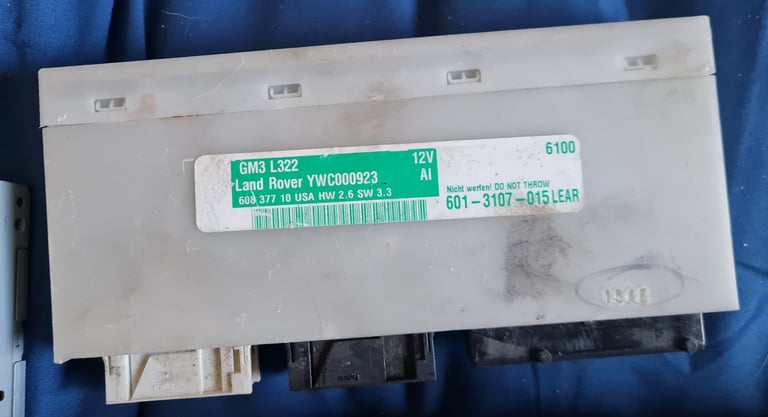 GM3 L322 12V
Land Rover YWC000923 AI
608 377 10 USA HW 2.6 SW 3.3
6100
Nicht werfen! DO NOT THROW
601-3107-015 LEAR